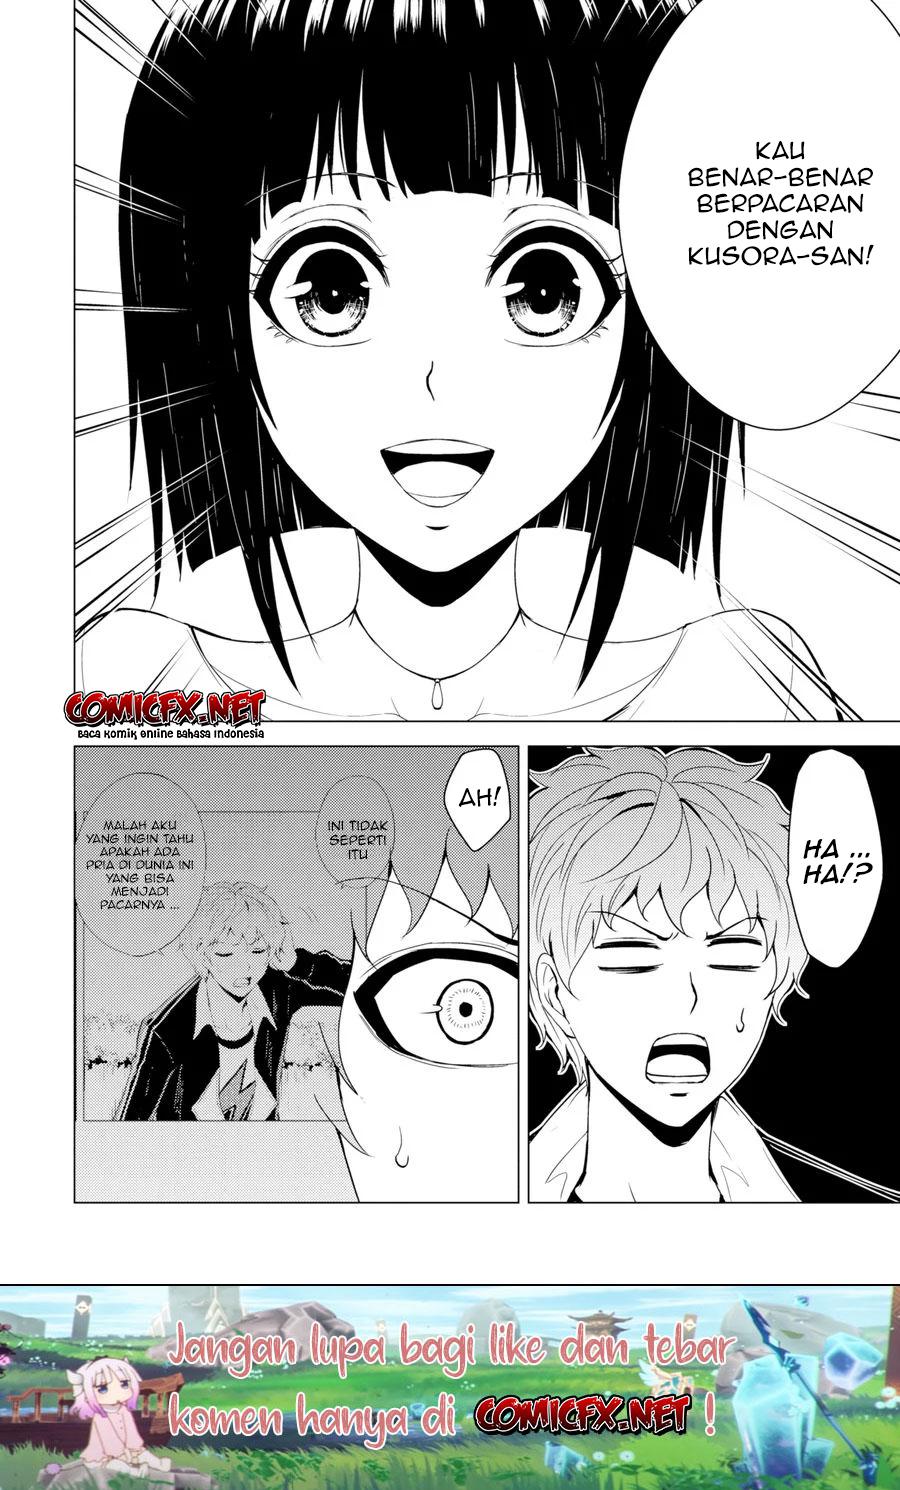 KAU
BENAR-BENAR
BERPACARAN
DENGAN
KUSORA-SAN!
COMICFX.NET
Baca Komik Online Bahasa Indonesia
HA ...
HA!?
AH!
INI TIDAK
SEPERTI
ITU
MALAH AKU
YANG INGIN TAHU
APAKAH ADA
PRIA DI DUNIA INI
YANG BISA
MENJADI
PACARNYA ...
Jangan lupa bagi like dan tebar
komen hanya di COMICFX.NET !